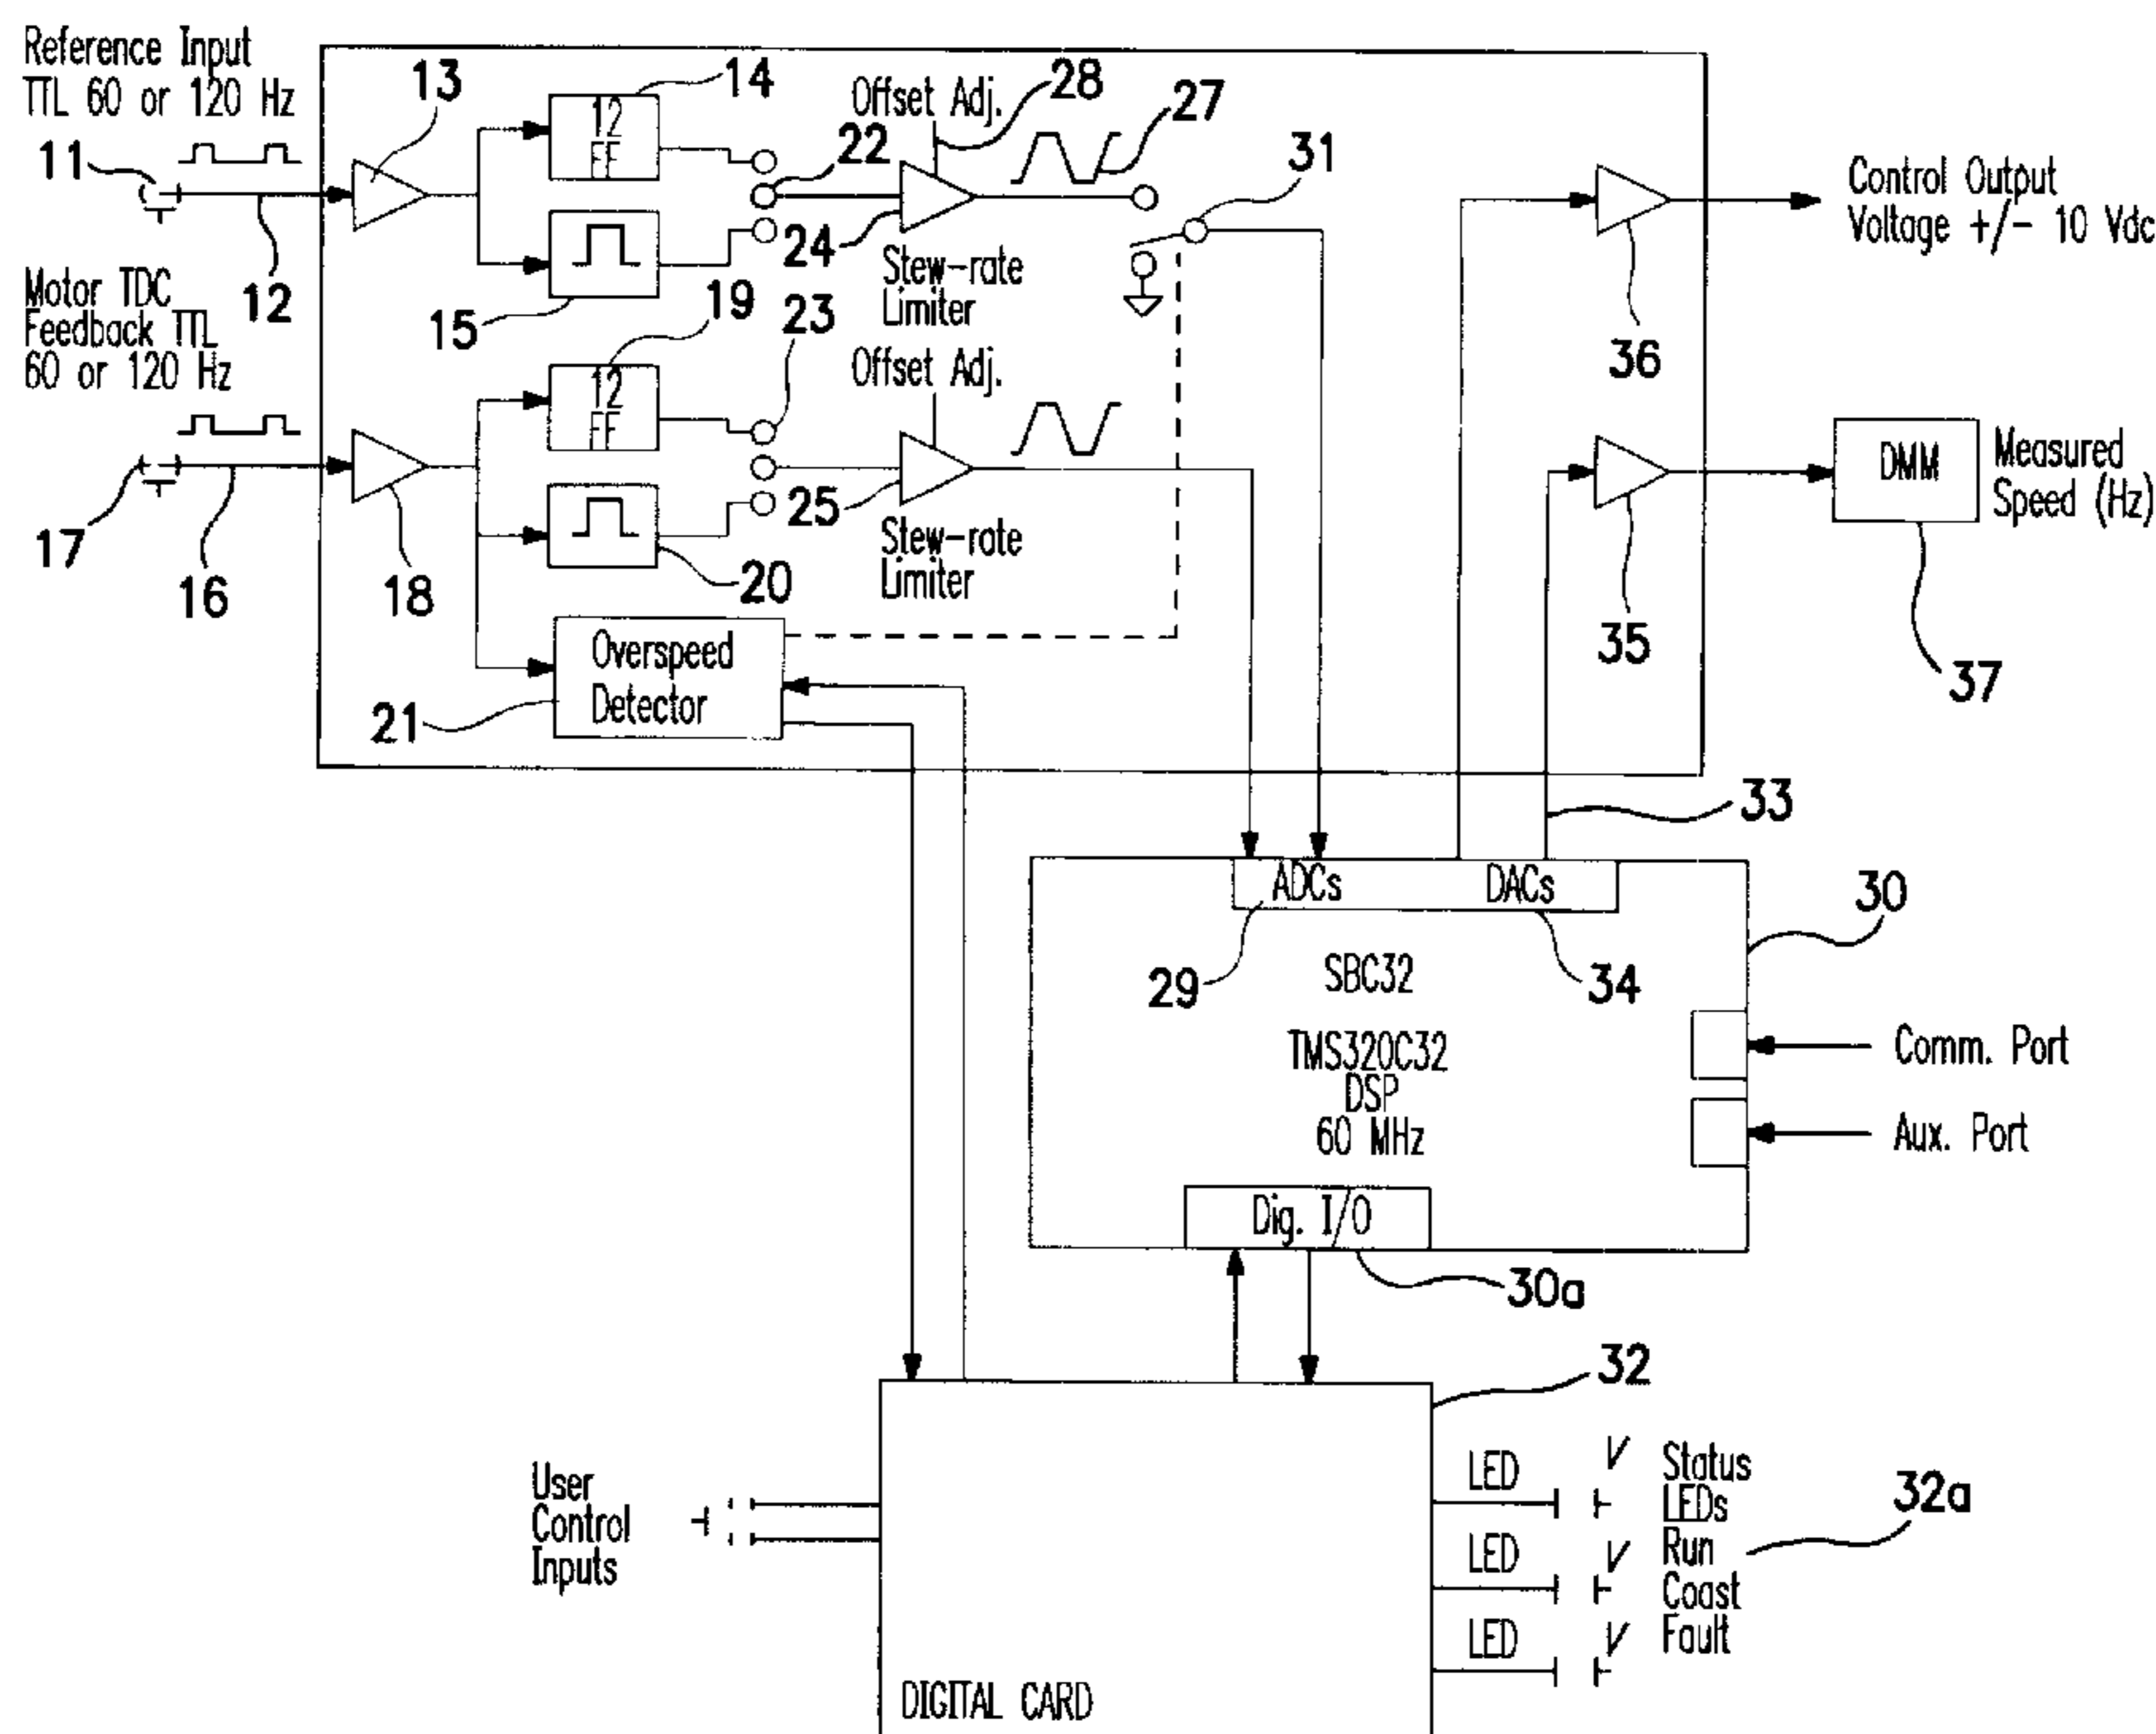 Reference Input
TTL 60 or 120 Hz
11
12
13
14
12
FF
15
Offset Adj.
28
27
22
24
Stew-rate
Limiter
31
Control Output
Voltage +/- 10 Vdc
36
Motor TDC
Feedback TTL
60 or 120 Hz
17
16
18
19
12
FF
20
23
Offset Adj.
25
Stew-rate
Limiter
35
DMM
Measured
Speed (Hz)
37
Overspeed
Detector
21
33
ADCs
DACs
29
34
30
SBC32
TMS320C32
DSP
60 MHz
Comm. Port
Aux. Port
Dig. I/O
30a
32
User
Control
Inputs
LED
LED
LED
Status
LEDs
Run
Coast
Fault
32a
DIGITAL CARD